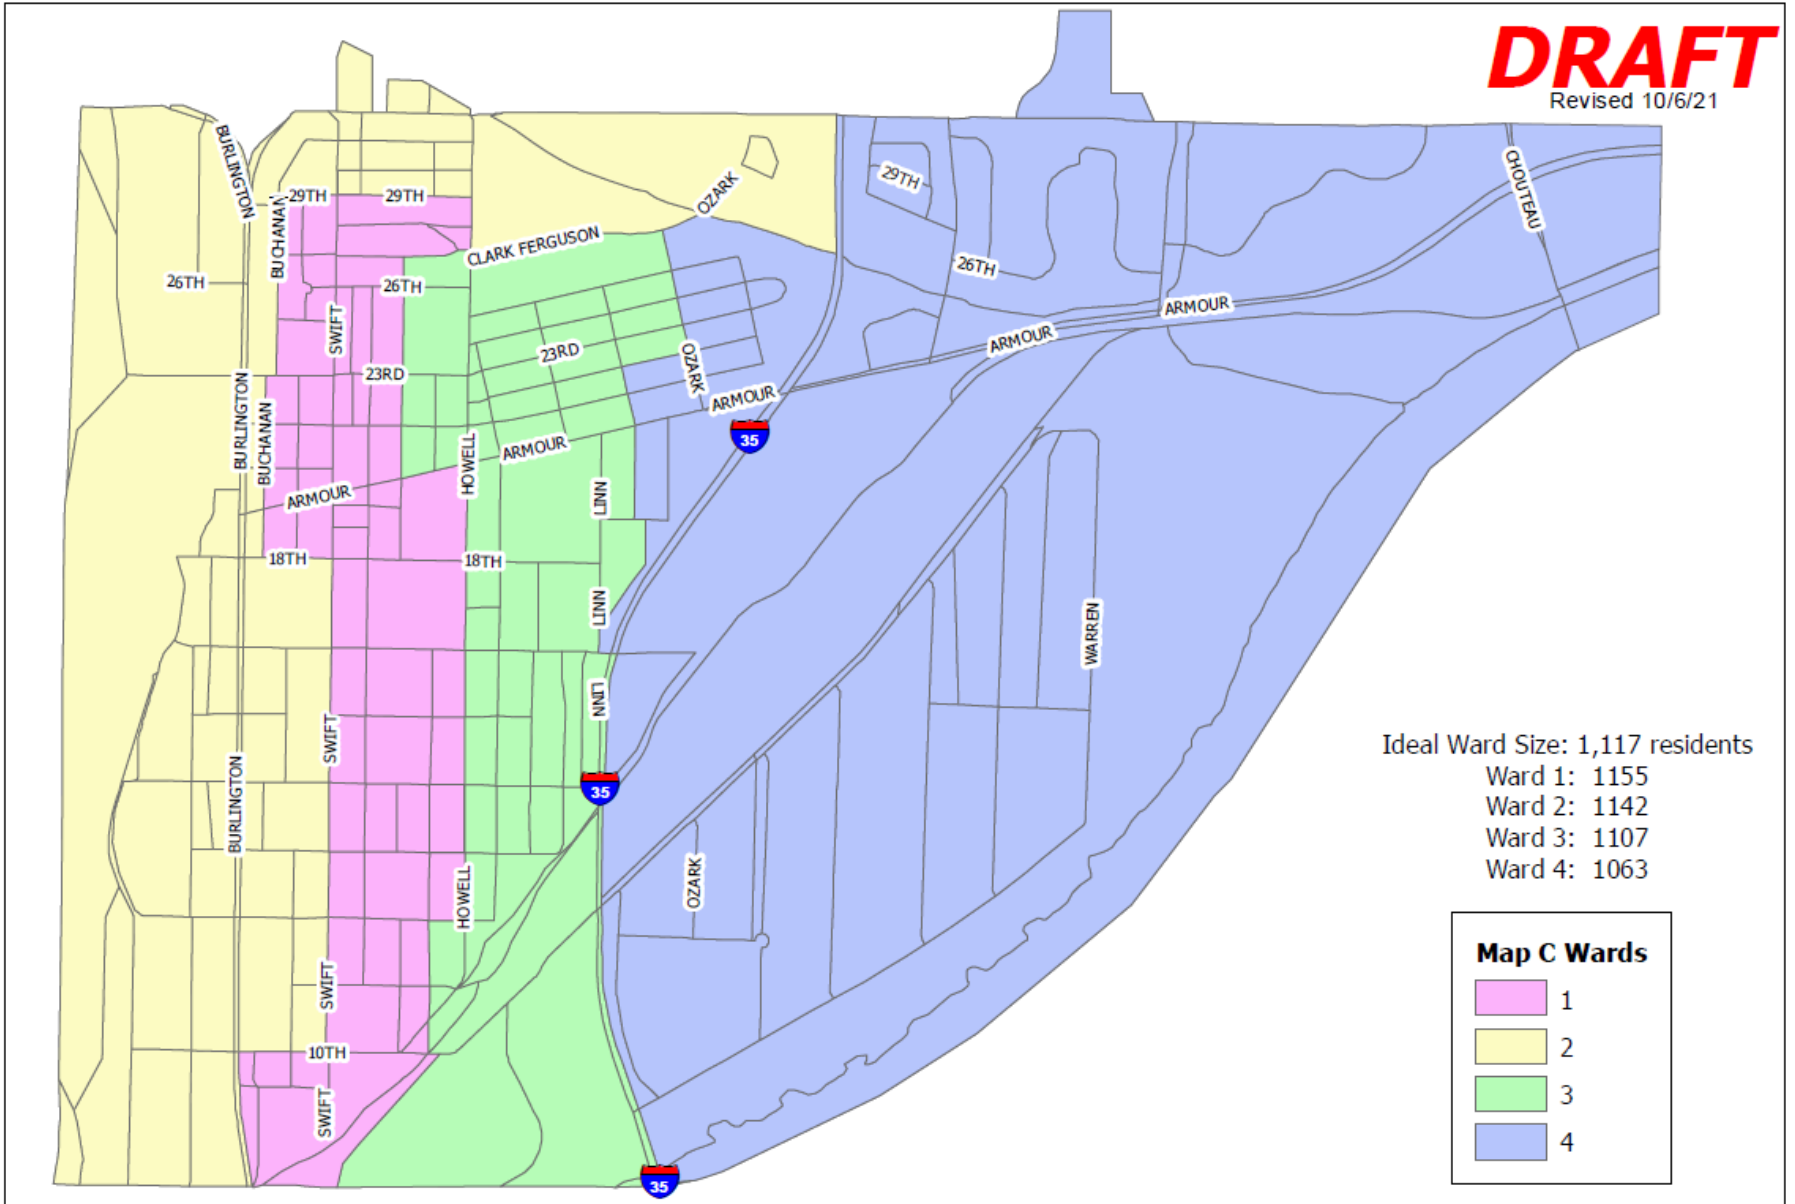 DRAFT
Revised 10/6/21
BURLINGTON
29TH
29TH
BUCHANAN
OZARK
29TH
CHOUTEAU
CLARK FERGUSON
26TH
26TH
26TH
SWIFT
ARMOUR
ARMOUR
23RD
23RD
OZARK
ARMOUR
BURLINGTON
BUCHANAN
35
HOWELL
ARMOUR
ARMOUR
LINN
18TH
18TH
LINN
WARREN
LINN
SWIFT
BURLINGTON
35
OZARK
HOWELL
SWIFT
10TH
SWIFT
35
Ideal Ward Size: 1,117 residents
Ward 1: 1155
Ward 2: 1142
Ward 3: 1107
Ward 4: 1063
Map C Wards
1
2
3
4